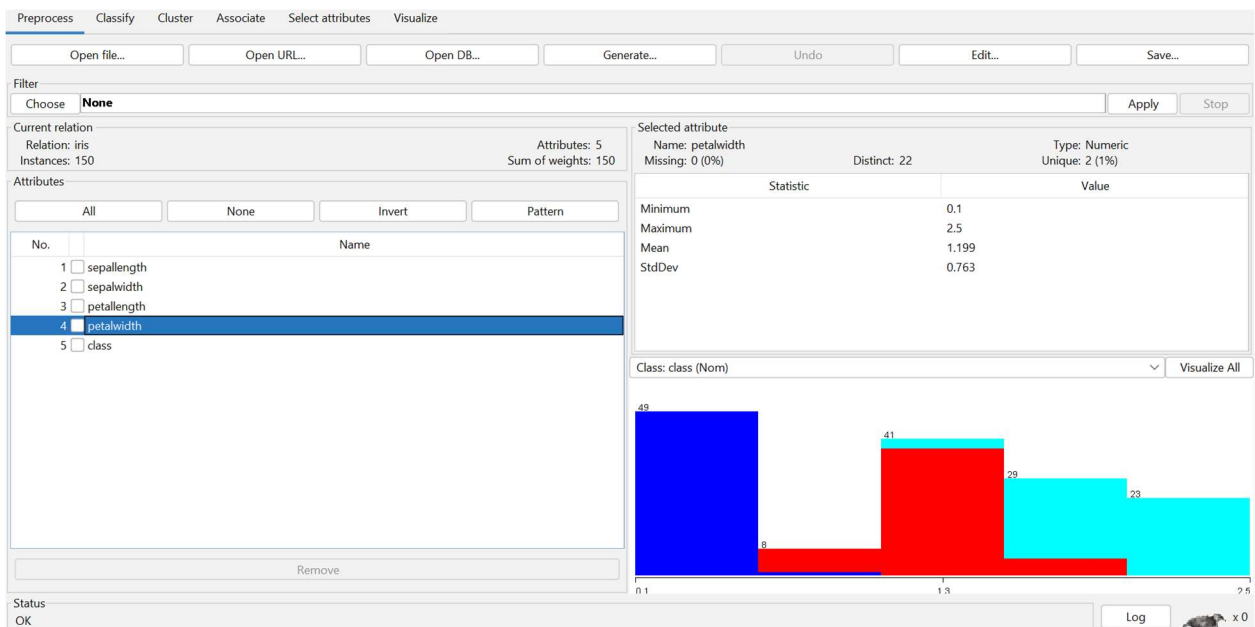 Preprocess Classify Cluster Associate Select attributes Visualize
Open file... Open URL... Open DB... Generate... Undo Edit... Save...
Filter
Choose None Apply Stop
Current relation
Relation: iris Attributes: 5
Instances: 150 Sum of weights: 150
Attributes
All None Invert Pattern
No. Name
1 sepallength
2 sepalwidth
3 petallength
4 petalwidth
5 class
Remove
Selected attribute
Name: petalwidth Type: Numeric
Missing: 0 (0%) Distinct: 22 Unique: 2 (1%)
Statistic Value
Minimum 0.1
Maximum 2.5
Mean 1.199
StdDev 0.763
Class: class (Nom) Visualize All
49
41
29
23
8
0.1 1.3 2.5
Status
OK Log x 0